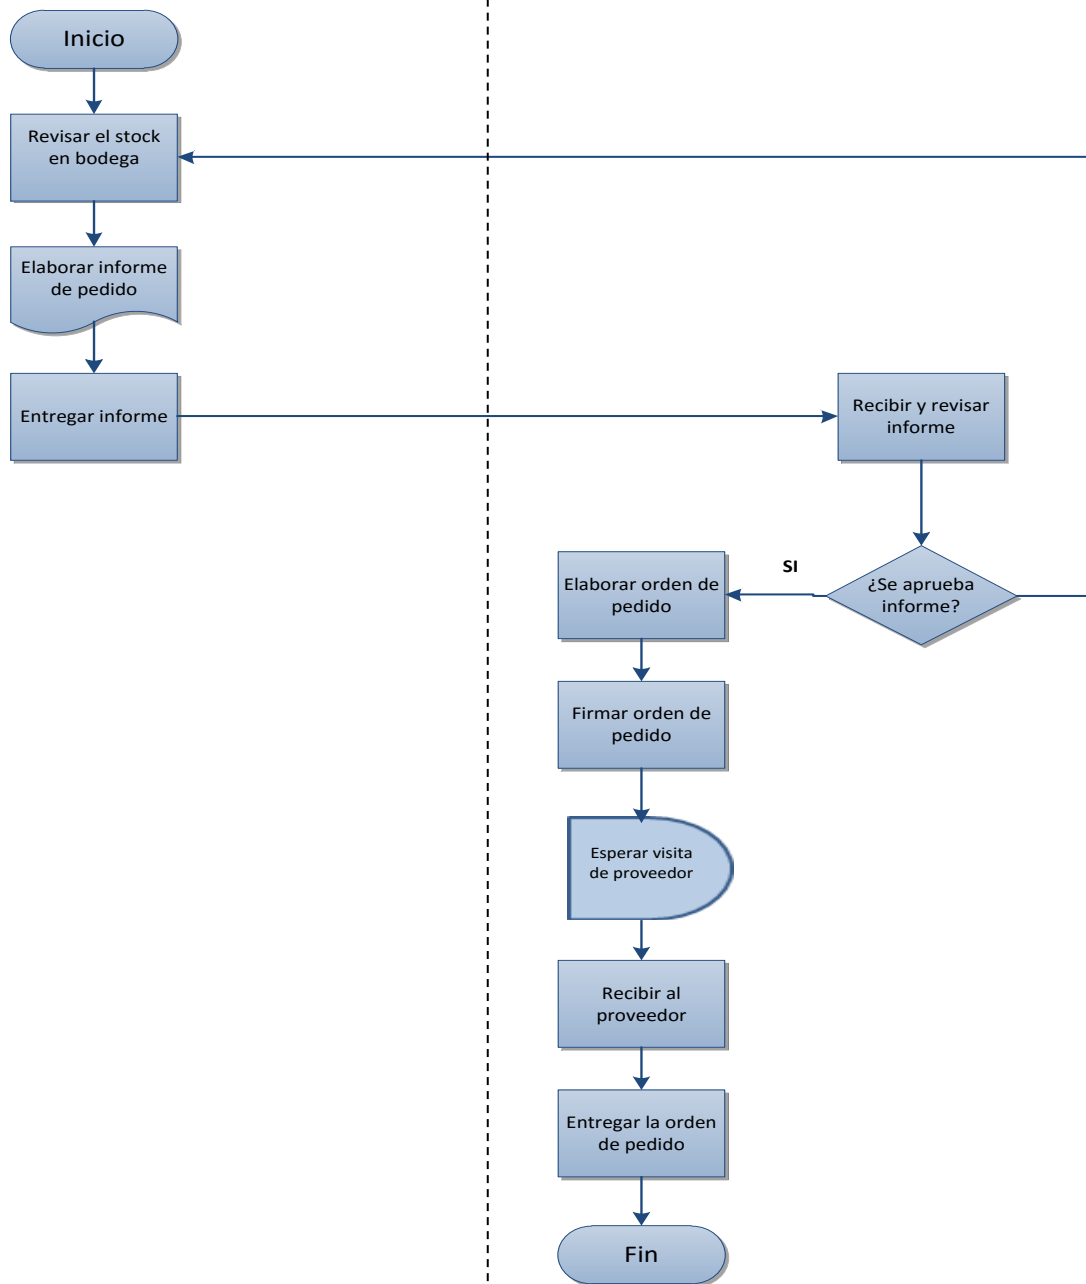 Inicio
Revisar el stock
en bodega
Elaborar informe
de pedido
Entregar informe
Recibir y revisar
informe
¿Se aprueba
informe?
SI
Elaborar orden de
pedido
Firmar orden de
pedido
Esperar visita
de proveedor
Recibir al
proveedor
Entregar la orden
de pedido
Fin